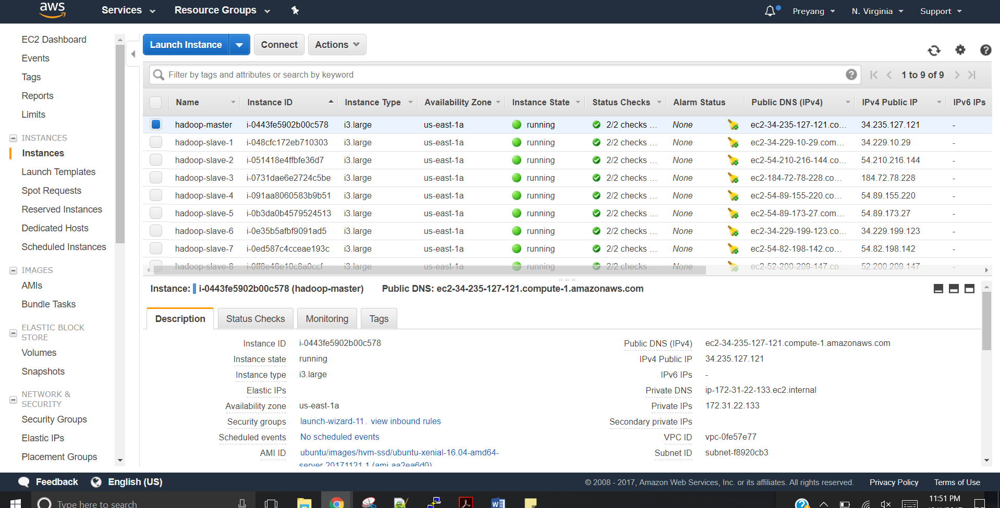 aws
Services
Resource Groups
Preyang
N. Virginia
Support
EC2 Dashboard
Events
Tags
Reports
Limits
INSTANCES
Instances
Launch Templates
Spot Requests
Reserved Instances
Dedicated Hosts
Scheduled Instances
IMAGES
AMIs
Bundle Tasks
ELASTIC BLOCK
STORE
Volumes
Snapshots
NETWORK &
SECURITY
Security Groups
Elastic IPs
Placement Groups
Launch Instance
Connect
Actions
Filter by tags and attributes or search by keyword
1 to 9 of 9
Name Instance ID Instance Type Availability Zone Instance State Status Checks Alarm Status Public DNS (IPv4) IPv4 Public IP IPv6 IPs
hadoop-master i-0443fe5902b00c578 i3.large us-east-1a running 2/2 checks ... None ec2-34-235-127-121.co... 34.235.127.121 -
hadoop-slave-1 i-048cfc172eb710303 i3.large us-east-1a running 2/2 checks ... None ec2-34-229-10-29.com... 34.229.10.29 -
hadoop-slave-2 i-051418e4ffbfe36d7 i3.large us-east-1a running 2/2 checks ... None ec2-54-210-216-144.co... 54.210.216.144 -
hadoop-slave-3 i-0731dae6e2724c5be i3.large us-east-1a running 2/2 checks ... None ec2-184-72-78-228.co... 184.72.78.228 -
hadoop-slave-4 i-091aa8060583b9b51 i3.large us-east-1a running 2/2 checks ... None ec2-54-89-155-220.co... 54.89.155.220 -
hadoop-slave-5 i-0b3da0b4579524513 i3.large us-east-1a running 2/2 checks ... None ec2-54-89-173-27.com... 54.89.173.27 -
hadoop-slave-6 i-0e35b5afbf9091ad5 i3.large us-east-1a running 2/2 checks ... None ec2-34-229-199-123.co... 34.229.199.123 -
hadoop-slave-7 i-0ed587c4cceae193c i3.large us-east-1a running 2/2 checks ... None ec2-54-82-198-142.co... 54.82.198.142 -
hadoop-slave-8 i-0ff6e46e10c8a0ccf i3.large us-east-1a running 2/2 checks ... None ec2-52-200-209-147.co... 52.200.209.147 -
Instance: i-0443fe5902b00c578 (hadoop-master) Public DNS: ec2-34-235-127-121.compute-1.amazonaws.com
Description
Status Checks
Monitoring
Tags
Instance ID i-0443fe5902b00c578
Instance state running
Instance type i3.large
Elastic IPs
Availability zone us-east-1a
Security groups launch-wizard-11. view inbound rules
Scheduled events No scheduled events
AMI ID ubuntu/images/hvm-ssd/ubuntu-xenial-16.04-amd64-
server-20171121.1 (ami-aa2ea6d0)
Public DNS (IPv4) ec2-34-235-127-121.compute-1.amazonaws.com
IPv4 Public IP 34.235.127.121
IPv6 IPs -
Private DNS ip-172-31-22-133.ec2.internal
Private IPs 172.31.22.133
Secondary private IPs
VPC ID vpc-0fe57e77
Subnet ID subnet-f8920cb3
Feedback
English (US)
© 2008 - 2017, Amazon Web Services, Inc. or its affiliates. All rights reserved.
Privacy Policy
Terms of Use
Type here to search
11:51 PM